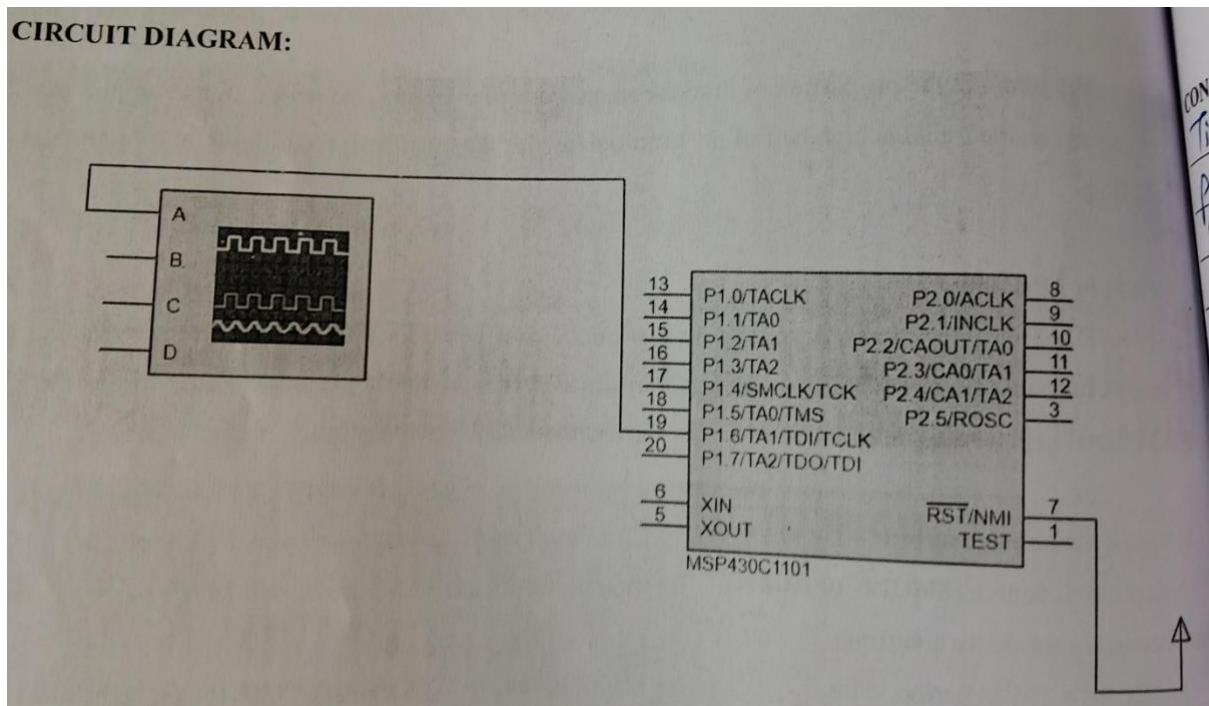 CIRCUIT DIAGRAM:
A
B
C
D
13
P1.0/TACLK
14
P1.1/TA0
15
P1.2/TA1
16
P1.3/TA2
17
P1.4/SMCLK/TCK
18
P1.5/TA0/TMS
19
P1.6/TA1/TDI/TCLK
20
P1.7/TA2/TDO/TDI
6
XIN
5
XOUT
P2.0/ACLK
8
P2.1/INCLK
9
P2.2/CAOUT/TA0
10
P2.3/CA0/TA1
11
P2.4/CA1/TA2
12
P2.5/ROSC
3
RST/NMI
7
TEST
1
MSP430C1101
CON